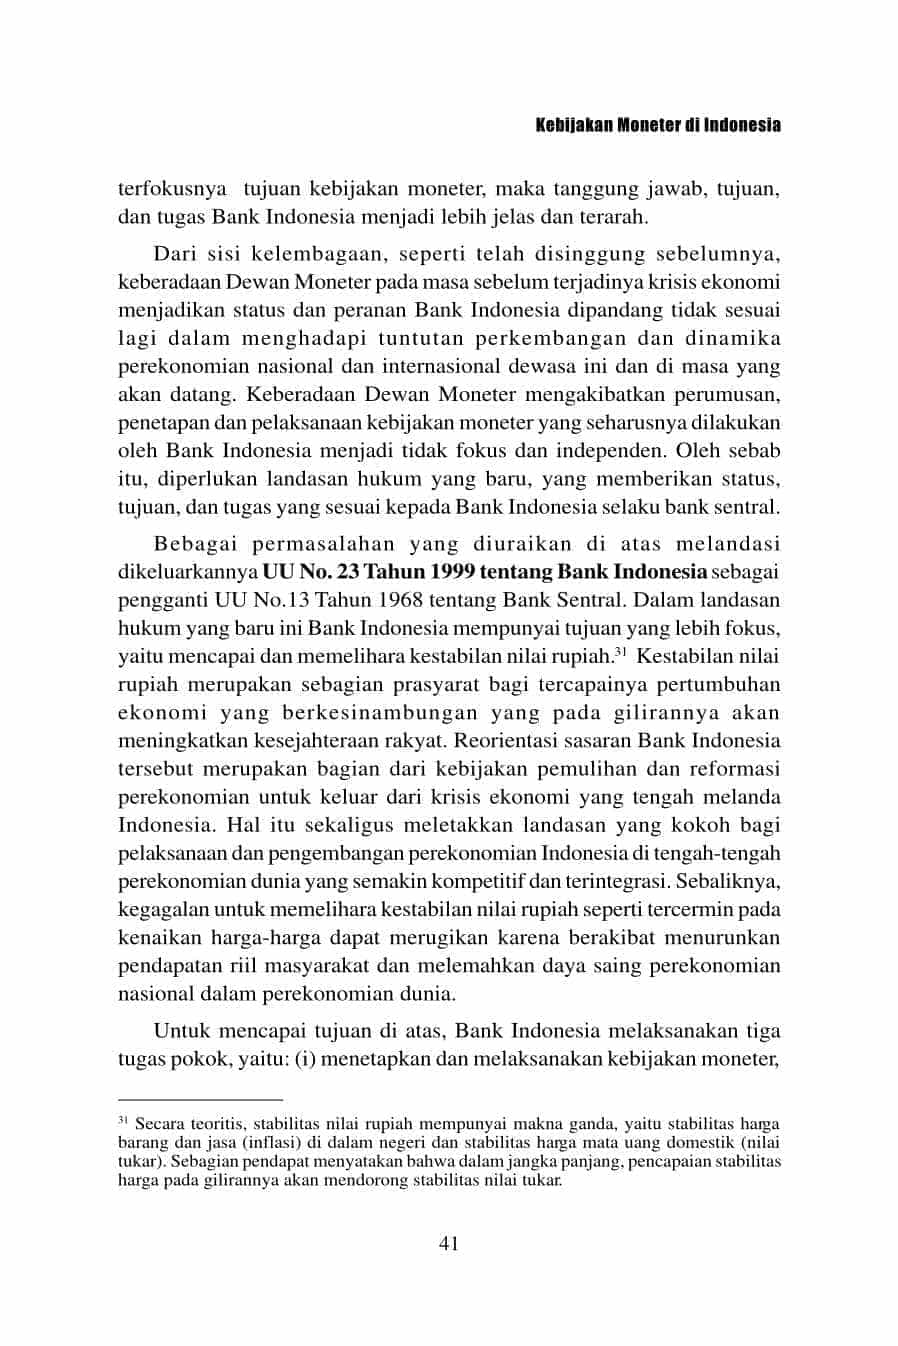 Kebijakan Moneter di Indonesia
terfokusnya tujuan kebijakan moneter, maka tanggung jawab, tujuan,
dan tugas Bank Indonesia menjadi lebih jelas dan terarah.
Dari sisi kelembagaan, seperti telah disinggung sebelumnya,
keberadaan Dewan Moneter pada masa sebelum terjadinya krisis ekonomi
menjadikan status dan peranan Bank Indonesia dipandang tidak sesuai
lagi dalam menghadapi tuntutan perkembangan dan dinamika
perekonomian nasional dan internasional dewasa ini dan di masa yang
akan datang. Keberadaan Dewan Moneter mengakibatkan perumusan,
penetapan dan pelaksanaan kebijakan moneter yang seharusnya dilakukan
oleh Bank Indonesia menjadi tidak fokus dan independen. Oleh sebab
itu, diperlukan landasan hukum yang baru, yang memberikan status,
tujuan, dan tugas yang sesuai kepada Bank Indonesia selaku bank sentral.
Bebagai permasalahan yang diuraikan di atas melandasi
dikeluarkannya UU No. 23 Tahun 1999 tentang Bank Indonesia sebagai
pengganti UU No.13 Tahun 1968 tentang Bank Sentral. Dalam landasan
hukum yang baru ini Bank Indonesia mempunyai tujuan yang lebih fokus,
yaitu mencapai dan memelihara kestabilan nilai rupiah.31 Kestabilan nilai
rupiah merupakan sebagian prasyarat bagi tercapainya pertumbuhan
ekonomi yang berkesinambungan yang pada gilirannya akan
meningkatkan kesejahteraan rakyat. Reorientasi sasaran Bank Indonesia
tersebut merupakan bagian dari kebijakan pemulihan dan reformasi
perekonomian untuk keluar dari krisis ekonomi yang tengah melanda
Indonesia. Hal itu sekaligus meletakkan landasan yang kokoh bagi
pelaksanaan dan pengembangan perekonomian Indonesia di tengah-tengah
perekonomian dunia yang semakin kompetitif dan terintegrasi. Sebaliknya,
kegagalan untuk memelihara kestabilan nilai rupiah seperti tercermin pada
kenaikan harga-harga dapat merugikan karena berakibat menurunkan
pendapatan riil masyarakat dan melemahkan daya saing perekonomian
nasional dalam perekonomian dunia.
Untuk mencapai tujuan di atas, Bank Indonesia melaksanakan tiga
tugas pokok, yaitu: (i) menetapkan dan melaksanakan kebijakan moneter,
31 Secara teoritis, stabilitas nilai rupiah mempunyai makna ganda, yaitu stabilitas harga
barang dan jasa (inflasi) di dalam negeri dan stabilitas harga mata uang domestik (nilai
tukar). Sebagian pendapat menyatakan bahwa dalam jangka panjang, pencapaian stabilitas
harga pada gilirannya akan mendorong stabilitas nilai tukar.
41